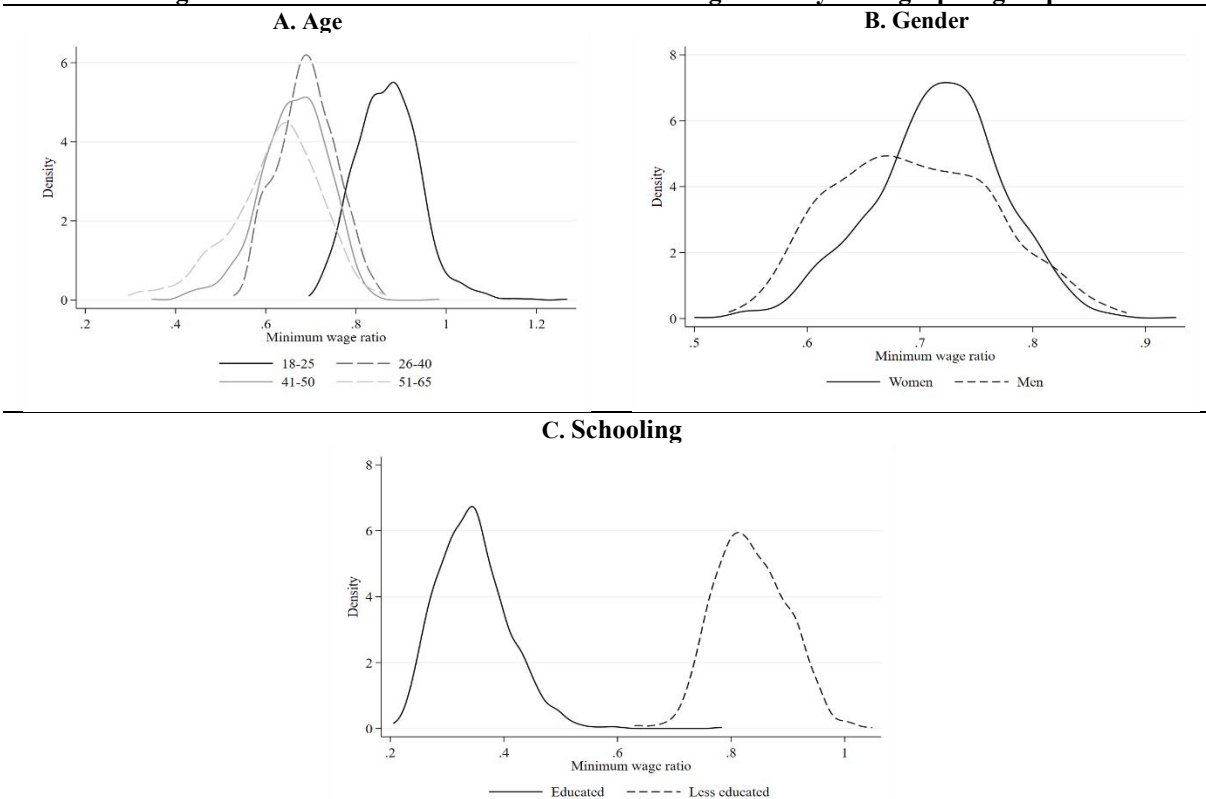 A. Age
B. Gender
6
4
2
0
Density
.2 .4 .6 .8 1 1.2
Minimum wage ratio
18-25 26-40
41-50 51-65
8
6
4
2
0
Density
.5 .6 .7 .8 .9
Minimum wage ratio
Women Men
C. Schooling
8
6
4
2
0
Density
.2 .4 .6 .8 1
Minimum wage ratio
Educated Less educated